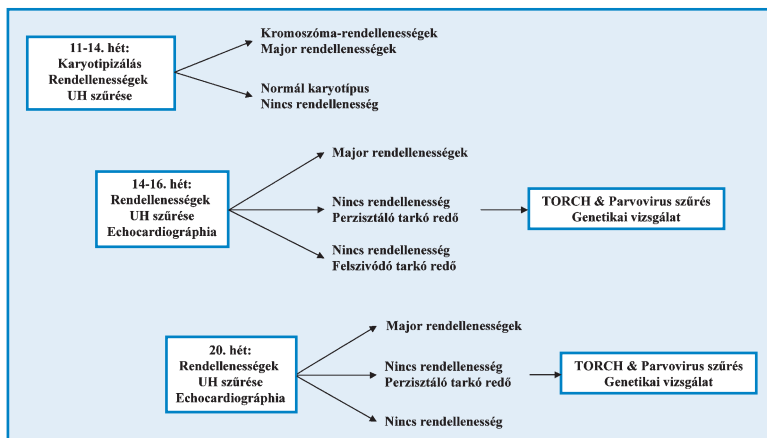 11-14. hét:
Karyotipizálás
Rendellenességek
UH szűrése
Kromoszóma-rendellenességek
Major rendellenességek
Normál karyotípus
Nincs rendellenesség
14-16. hét:
Rendellenességek
UH szűrése
Echocardiográphia
Major rendellenességek
Nincs rendellenesség
Perzisztáló tarkó redő
TORCH & Parvovirus szűrés
Genetikai vizsgálat
Nincs rendellenesség
Felszivódó tarkó redő
20. hét:
Rendellenességek
UH szűrése
Echocardiográphia
Major rendellenességek
Nincs rendellenesség
Perzisztáló tarkó redő
TORCH & Parvovirus szűrés
Genetikai vizsgálat
Nincs rendellenesség